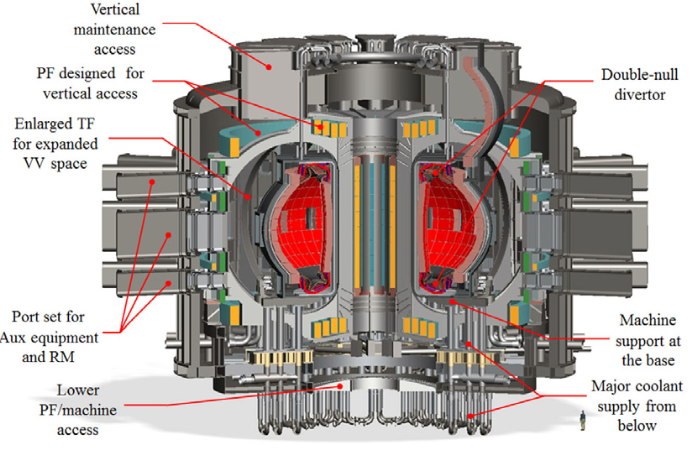 Vertical
maintenance
access
PF designed for
vertical access
Enlarged TF
for expanded
VV space
Port set for
Aux equipment
and RM
Lower
PF/machine
access
Double-null
divertor
Machine
support at
the base
Major coolant
supply from
below